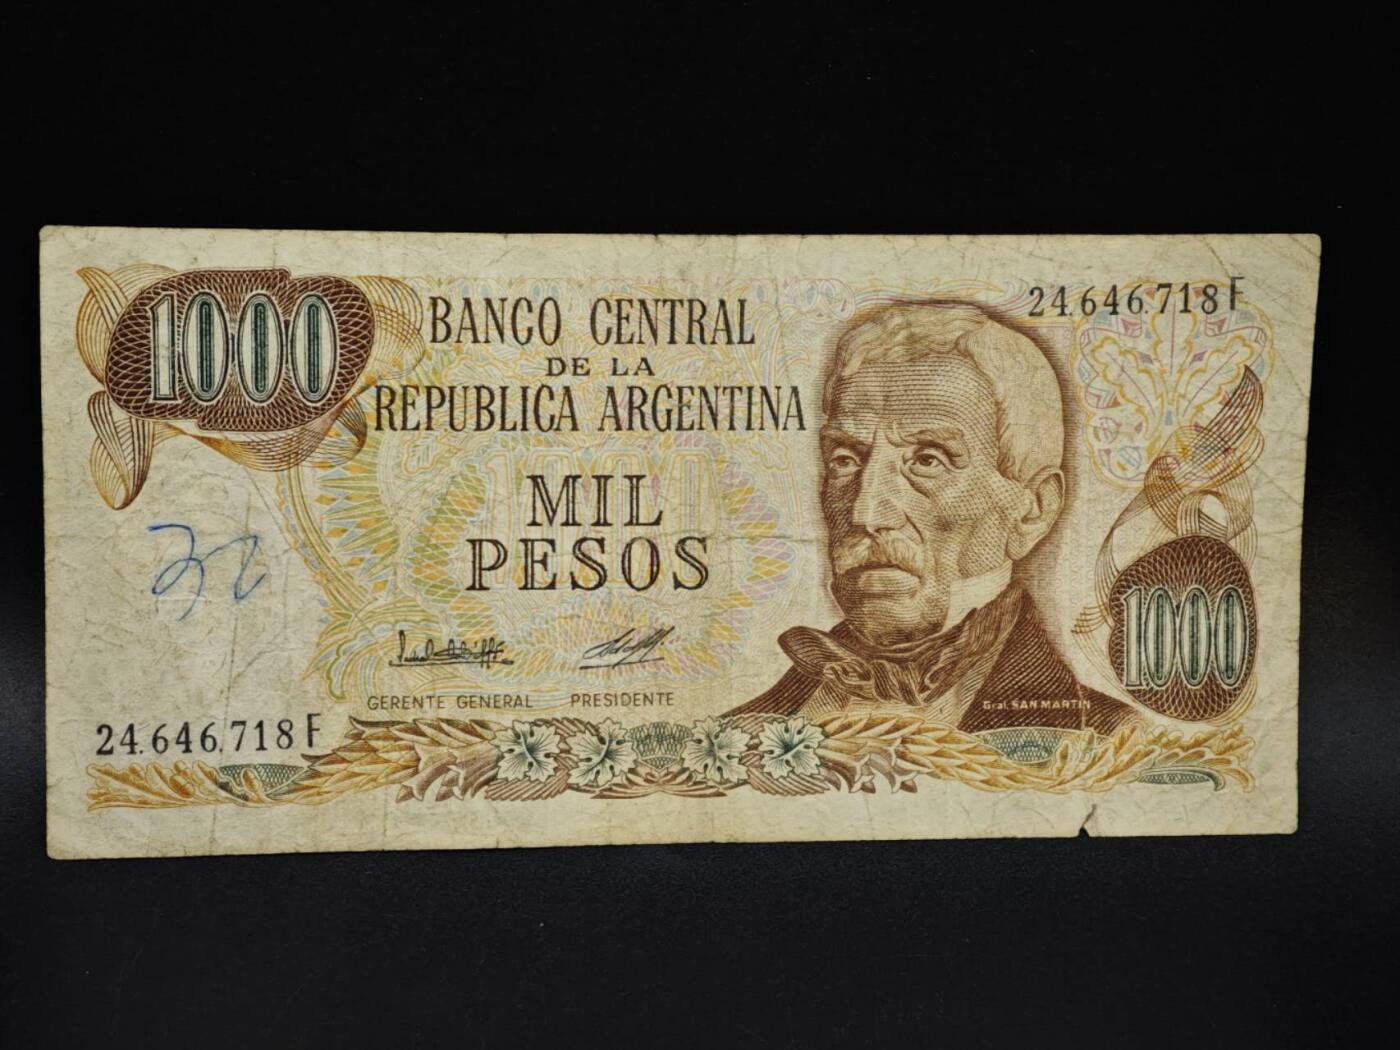 1000
BANCO CENTRAL
DE LA
REPUBLICA ARGENTINA
24.646.718 F
MIL
PESOS
GERENTE GENERAL PRESIDENTE
Gral. SAN MARTIN
1000
24.646.718 F